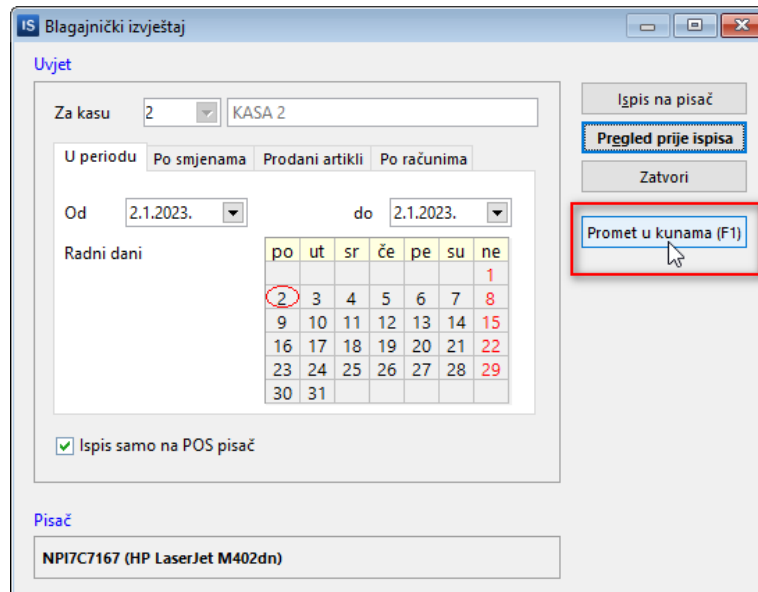 IS Blagajnički izvještaj
Uvjet
Za kasu 2 KASA 2
U periodu Po smjenama Prodani artikli Po računima
Od 2.1.2023. do 2.1.2023.
Radni dani
po ut sr če pe su ne
1
2 3 4 5 6 7 8
9 10 11 12 13 14 15
16 17 18 19 20 21 22
23 24 25 26 27 28 29
30 31
Ispis samo na POS pisač
Ispis na pisač
Pregled prije ispisa
Zatvori
Promet u kunama (F1)
Pisač
NPI7C7167 (HP LaserJet M402dn)